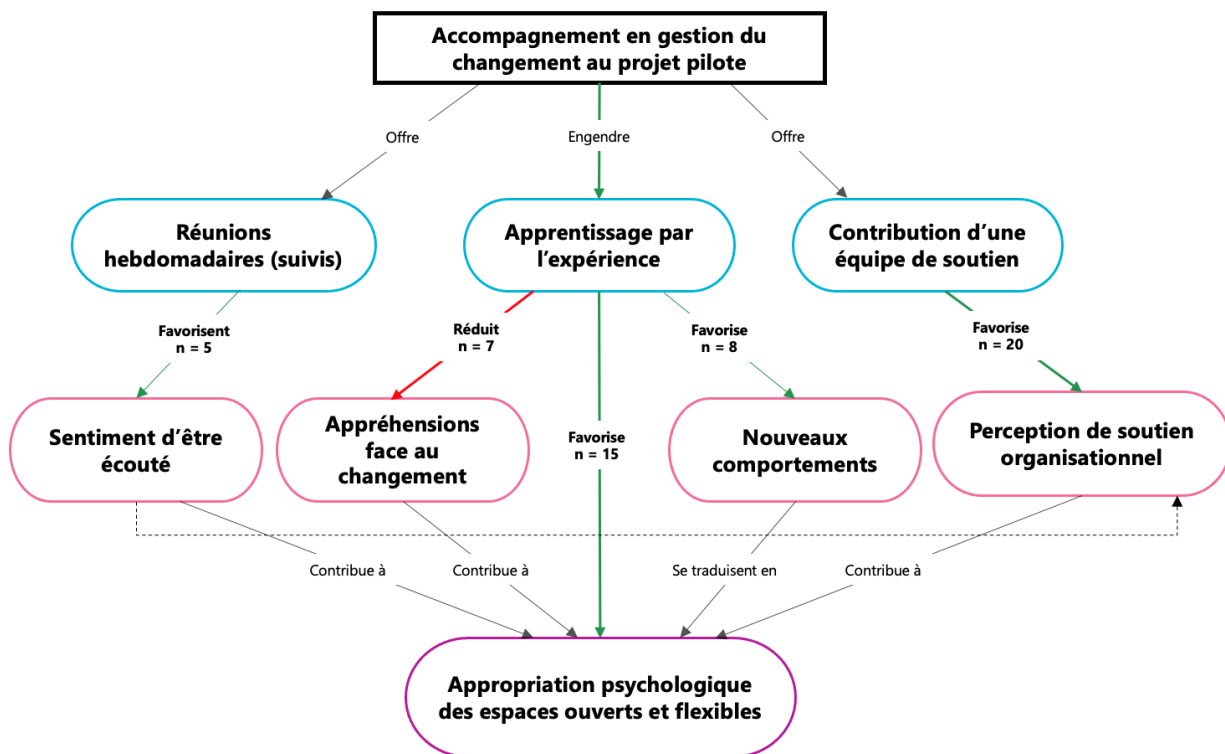 Accompagnement en gestion du
changement au projet pilote
Offre
Engendre
Offre
Réunions
hebdomadaires (suivis)
Apprentissage par
l'expérience
Contribution d'une
équipe de soutien
Favorisent
n = 5
Réduit
n = 7
Favorise
n = 8
Favorise
n = 20
Sentiment d'être
écouté
Appréhensions
face au
changement
Favorise
n = 15
Nouveaux
comportements
Perception de soutien
organisationnel
Contribue à
Contribue à
Se traduisent en
Contribue à
Appropriation psychologique
des espaces ouverts et flexibles